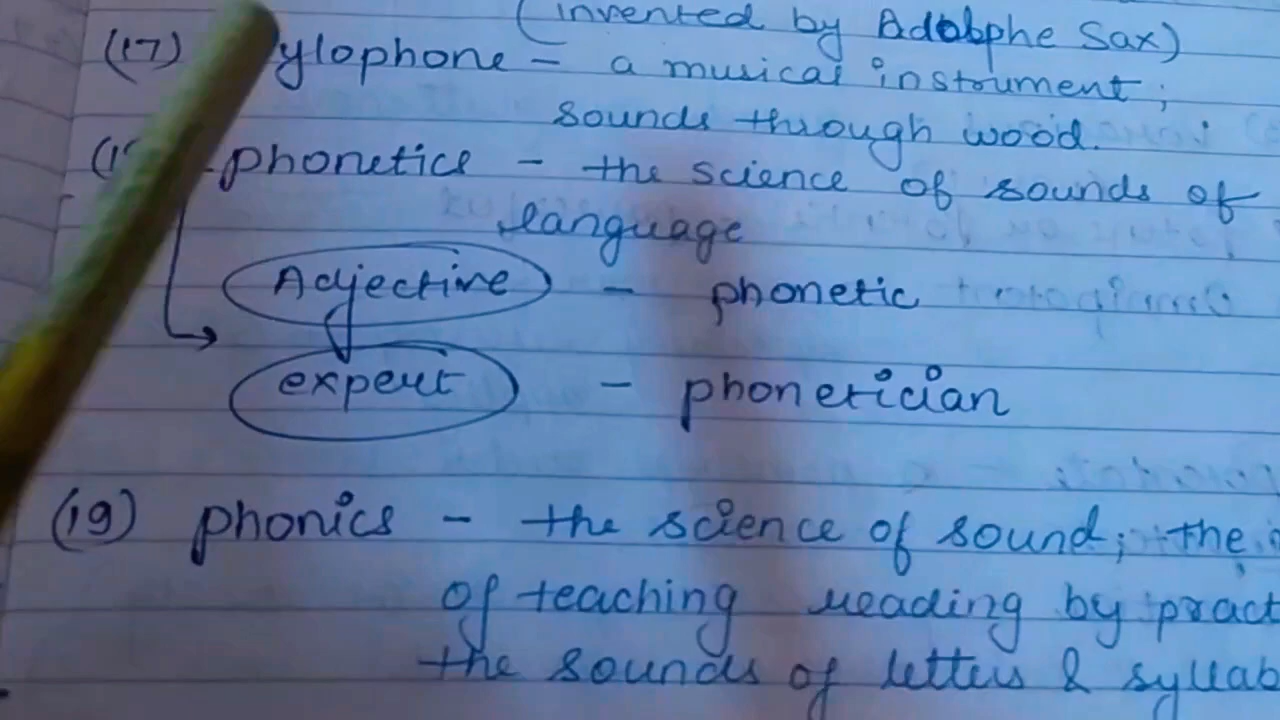 (invented by Adolphe Sax)
(17) ylophone - a musical instrument;
sounds through wood.
phonetics - the science of sounds of
language
Adjective - phonetic
expert - phonetician
(19) phonics - the science of sound; the
of teaching reading by pract
the sounds of letters & syllab